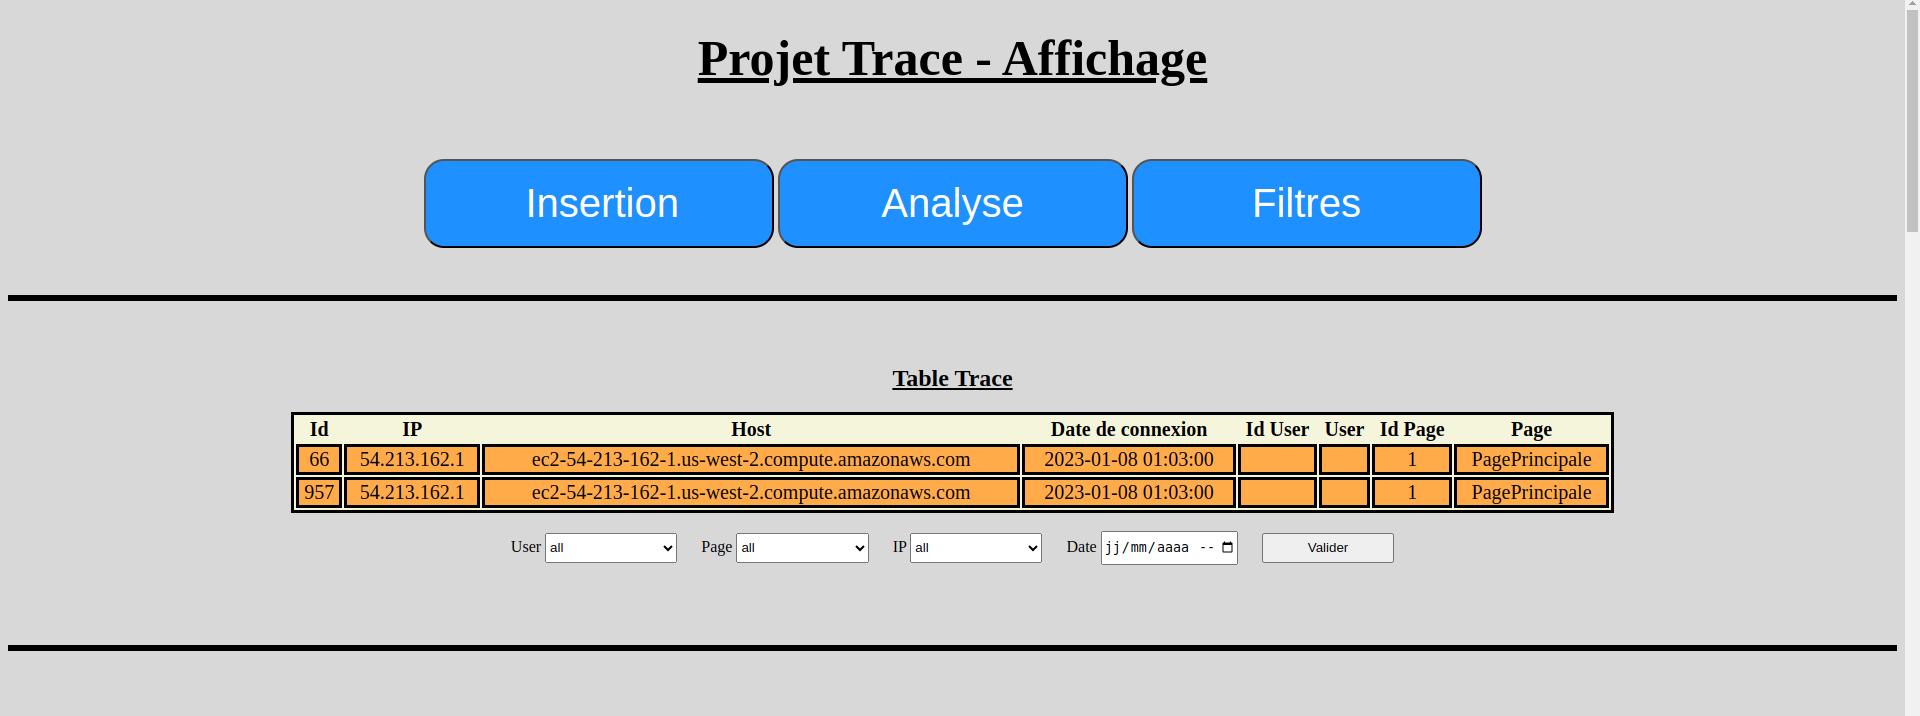 Projet Trace - Affichage
Insertion Analyse Filtres
Table Trace
Id IP Host Date de connexion Id User User Id Page Page
66 54.213.162.1 ec2-54-213-162-1.us-west-2.compute.amazonaws.com 2023-01-08 01:03:00 1 PagePrincipale
957 54.213.162.1 ec2-54-213-162-1.us-west-2.compute.amazonaws.com 2023-01-08 01:03:00 1 PagePrincipale
User all Page all IP all Date jj/mm/aaaa -- Valider